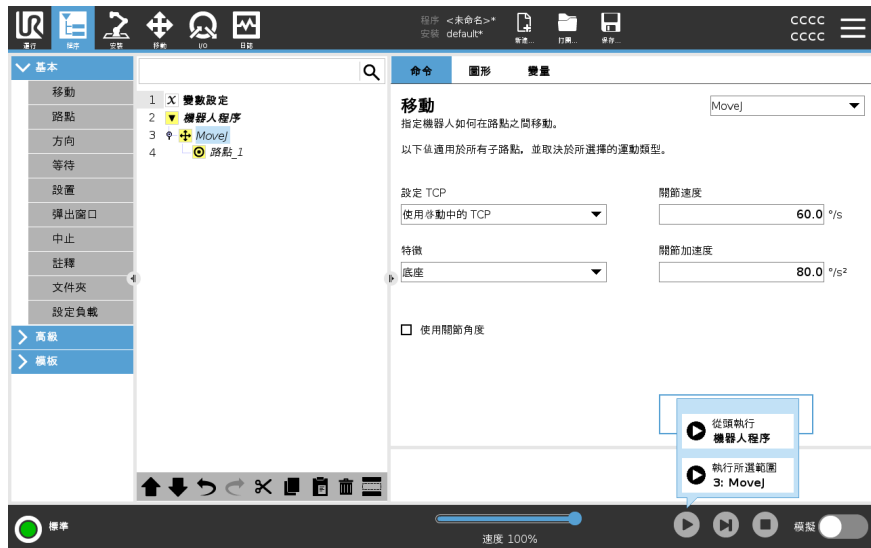 程序 <未命名>*
安裝 default*
UR
運行
程序
安裝
移動
I/O
日誌
新建...
打開...
保存...
CCCC
CCCC
基本
移動
路點
方向
等待
設置
彈出窗口
中止
註釋
文件夾
設定負載
高級
模板
1 X 變數設定
2 機器人程序
3 MoveJ
4 路點_1
命令 圖形 變量
移動
MoveJ
指定機器人如何在路點之間移動。
以下值適用於所有子路點，並取決於所選擇的運動類型。
設定 TCP
關節速度
使用啓動中的 TCP
60.0 °/s
特徵
關節加速度
底座
80.0 °/s²
使用關節角度
從頭執行
機器人程序
執行所選範圍
3: MoveJ
標準
速度 100%
模擬